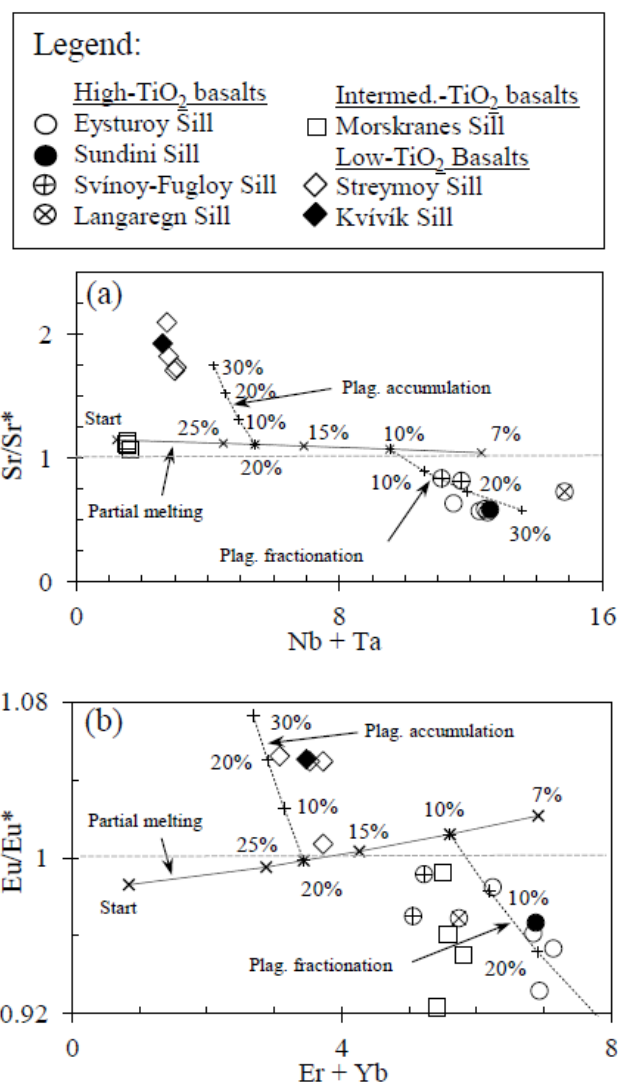 Legend:
High-TiO2 basalts
Eysturoy Sill
Sundini Sill
Svínoy-Fugloy Sill
Langaregn Sill
Intermed.-TiO2 basalts
Morskranes Sill
Low-TiO2 Basalts
Streymoy Sill
Kvívík Sill
(a)
2
1
0
Sr/Sr*
30%
20%
10%
Plag. accumulation
Start
25%
20%
15%
10%
7%
Partial melting
10%
20%
30%
Plag. fractionation
0
8
16
Nb + Ta
(b)
1.08
1
0.92
Eu/Eu*
30%
20%
10%
Plag. accumulation
Partial melting
Start
25%
20%
15%
10%
7%
10%
20%
Plag. fractionation
0
4
8
Er + Yb